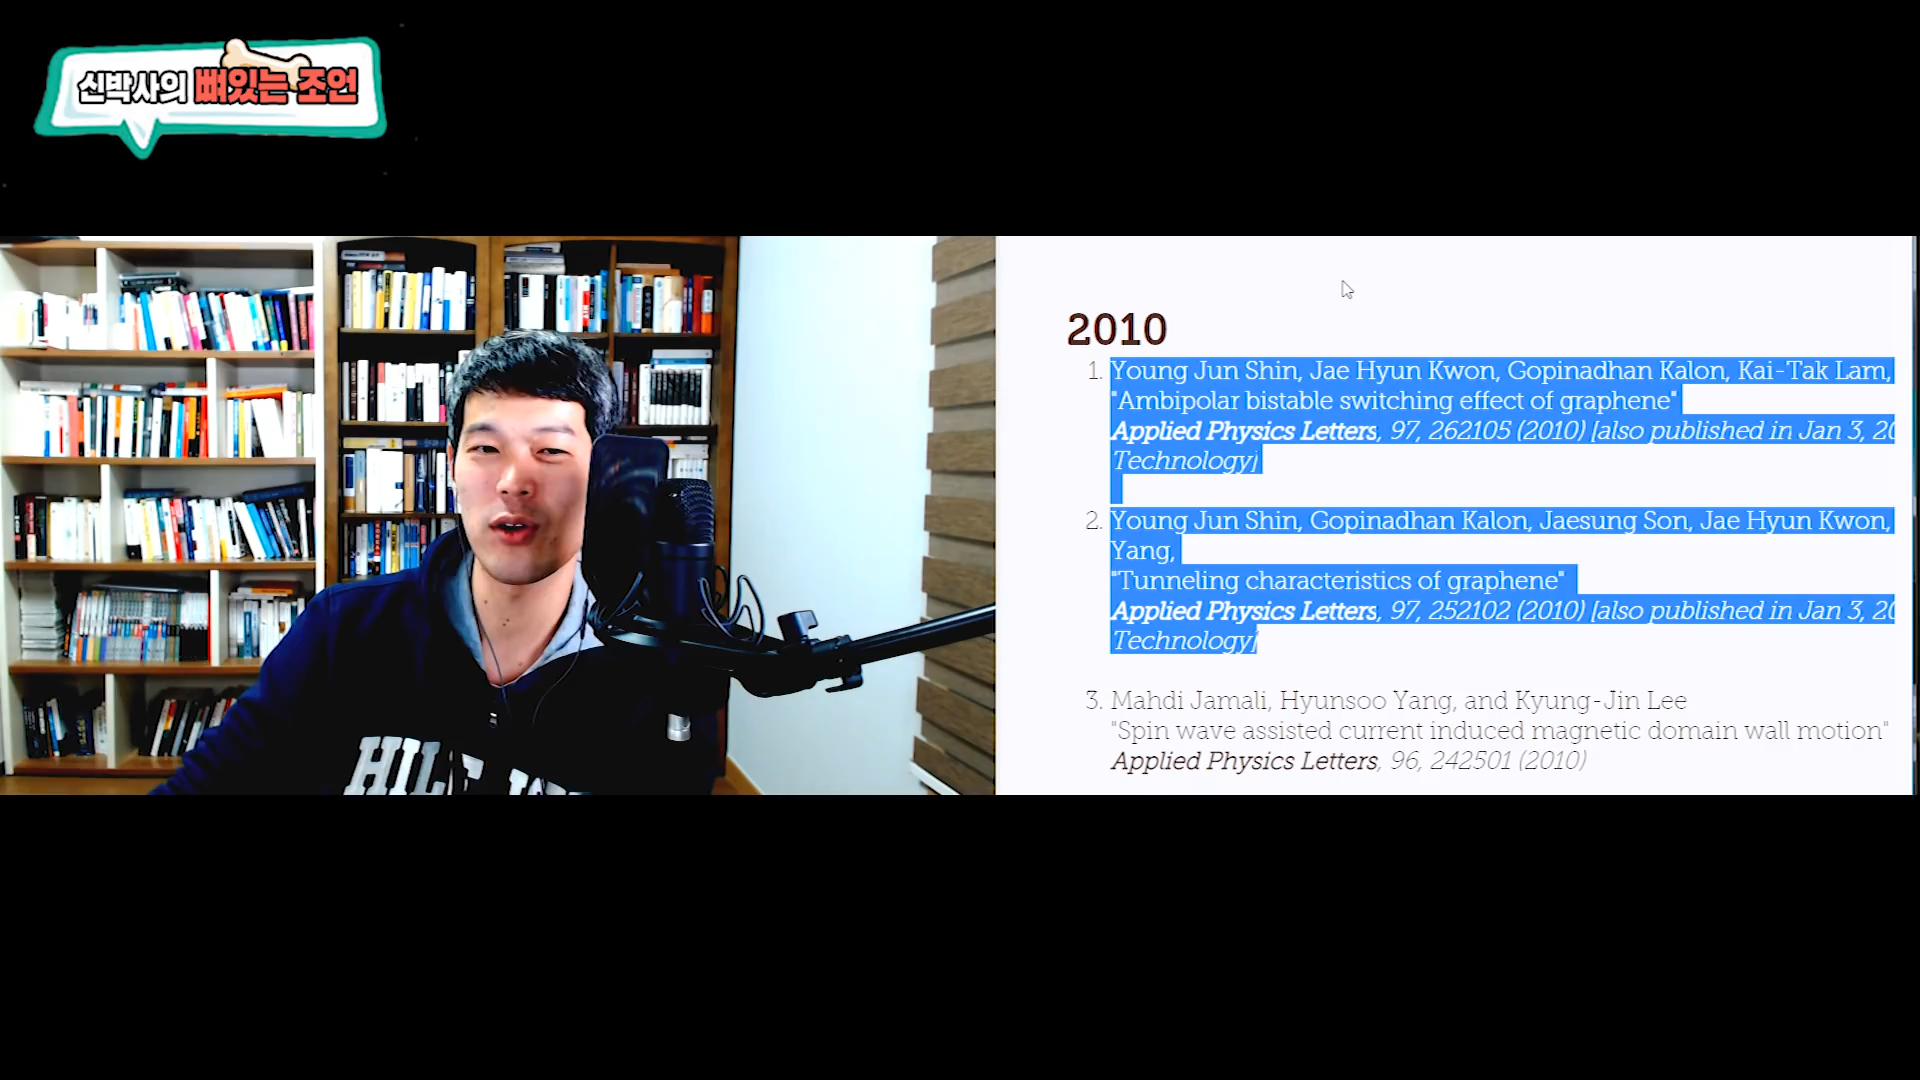 신박사의 뼈있는 조언
2010
1. Young Jun Shin, Jae Hyun Kwon, Gopinadhan Kalon, Kai-Tak Lam,
"Ambipolar bistable switching effect of graphene"
Applied Physics Letters, 97, 262105 (2010) [also published in Jan 3, 20
Technology]
2. Young Jun Shin, Gopinadhan Kalon, Jaesung Son, Jae Hyun Kwon,
Yang,
"Tunneling characteristics of graphene"
Applied Physics Letters, 97, 252102 (2010) [also published in Jan 3, 20
Technology]
3. Mahdi Jamali, Hyunsoo Yang, and Kyung-Jin Lee
"Spin wave assisted current induced magnetic domain wall motion"
Applied Physics Letters, 96, 242501 (2010)